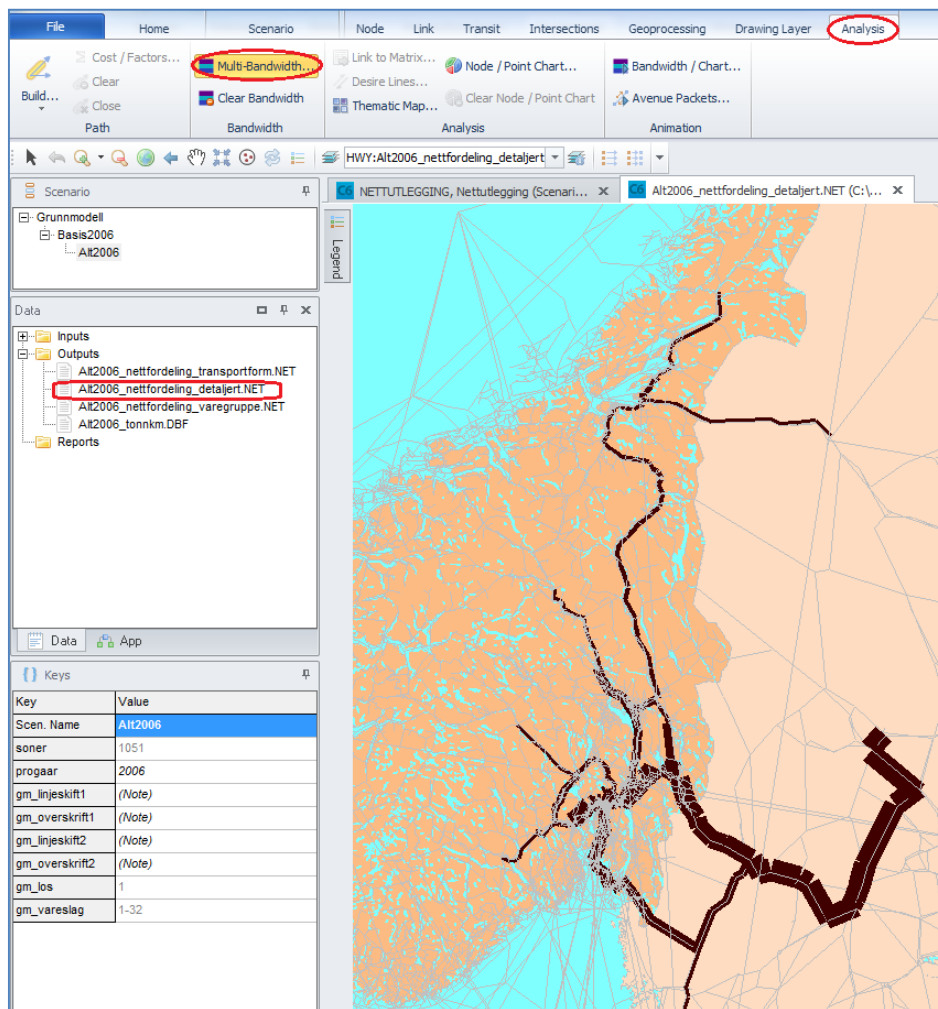 File Home Scenario Node Link Transit Intersections Geoprocessing Drawing Layer Analysis
Build...
Cost / Factors...
Clear
Close
Path
Multi-Bandwidth...
Clear Bandwidth
Bandwidth
Link to Matrix...
Desire Lines...
Thematic Map...
Node / Point Chart...
Clear Node / Point Chart
Analysis
Bandwidth / Chart...
Avenue Packets...
Animation
HWY:Alt2006_nettfordeling_detaljert
Scenario
Grunnmodell
Basis2006
Alt2006
C6 NETTUTLEGGING, Nettutlegging (Scenari... X
C6 Alt2006_nettfordeling_detaljert.NET (C:\... X
Legend
Data
Inputs
Outputs
Alt2006_nettfordeling_transportform.NET
Alt2006_nettfordeling_detaljert.NET
Alt2006_nettfordeling_varegruppe.NET
Alt2006_tonnkm.DBF
Reports
Data App
Keys
Key Value
Scen. Name Alt2006
soner 1051
progaar 2006
gm_linjeskift1 (Note)
gm_overskrift1 (Note)
gm_linjeskift2 (Note)
gm_overskrift2 (Note)
gm_los 1
gm_vareslag 1-32